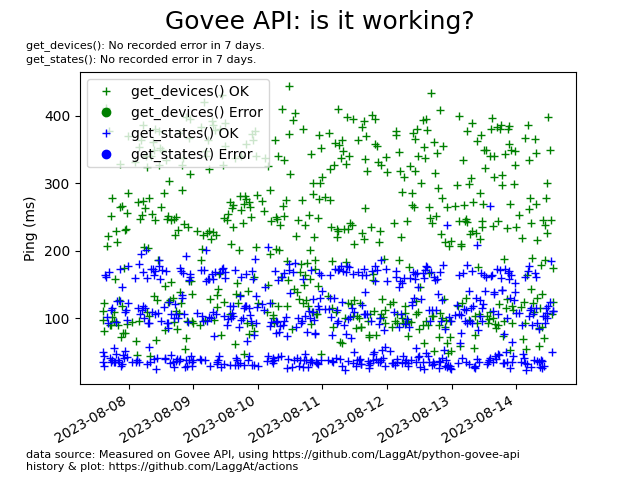 Govee API: is it working?
get_devices(): No recorded error in 7 days.
get_states(): No recorded error in 7 days.
get_devices() OK
get_devices() Error
get_states() OK
get_states() Error
Ping (ms)
400
300
200
100
2023-08-08
2023-08-09
2023-08-10
2023-08-11
2023-08-12
2023-08-13
2023-08-14
data source: Measured on Govee API, using https://github.com/LaggAt/python-govee-api
history & plot: https://github.com/LaggAt/actions